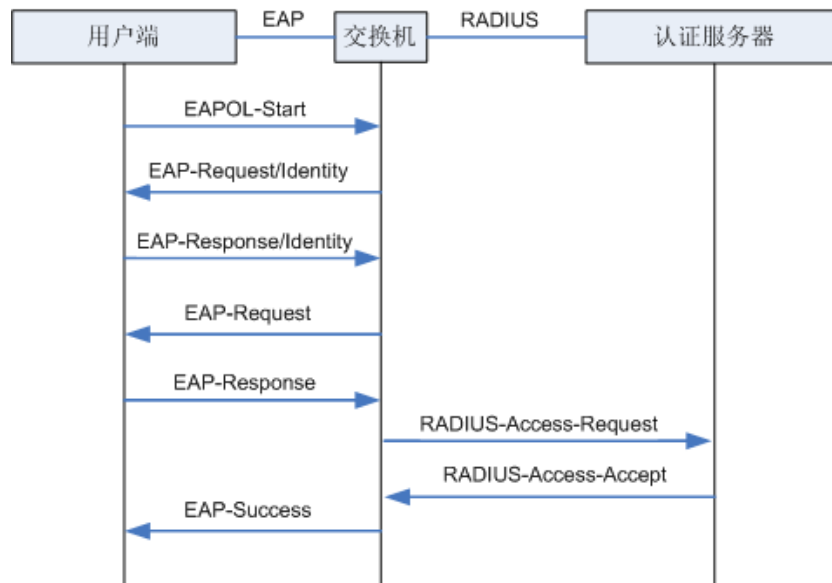 用户端
EAP
交换机
RADIUS
认证服务器
EAPOL-Start
EAP-Request/Identity
EAP-Response/Identity
EAP-Request
EAP-Response
RADIUS-Access-Request
RADIUS-Access-Accept
EAP-Success